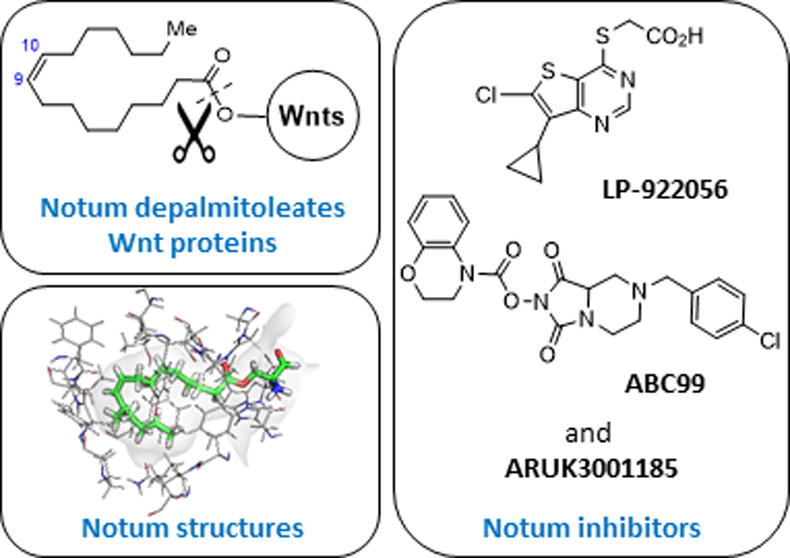 Me
10
9
O
O
Wnts
Notum depalmitoleates
Wnt proteins
Notum structures
S
CO₂H
S
N
Cl
N
LP-922056
O
O
O
N
N
O
N
N
O
Cl
ABC99
and
ARUK3001185
Notum inhibitors